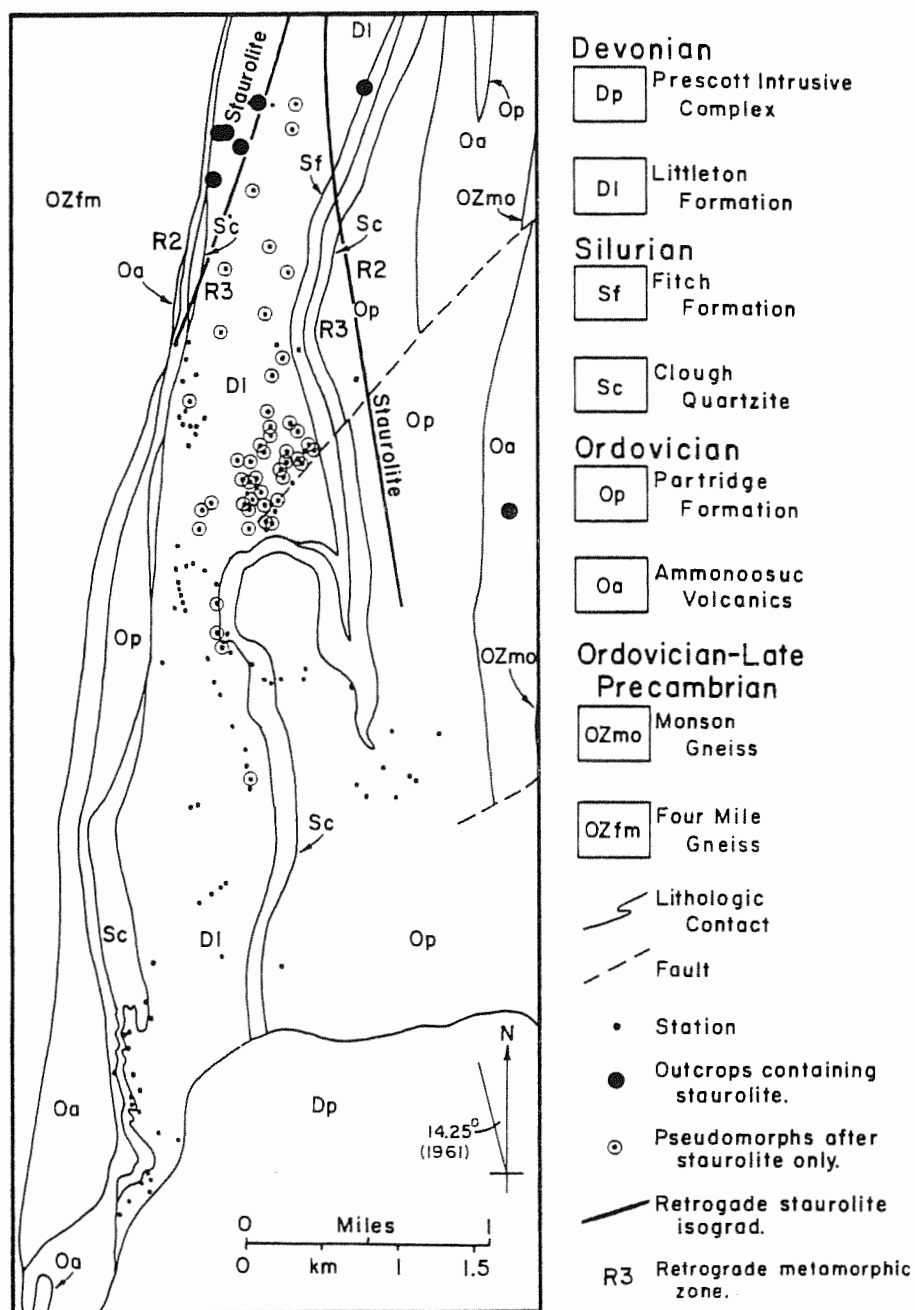 Dl
Staurolite
Op
Oa
Sf
OZfm
OZmo
Sc
Sc
R2
R2
Oa
R3
Op
R3
Dl
Staurolite
Op
Oa
Op
OZmo
Sc
Sc
Dl
Op
Oa
Dp
N
14.25°
(1961)
0 Miles 1
0 km 1 1.5
Oa
Devonian
Dp Prescott Intrusive
Complex
Dl Littleton
Formation
Silurian
Sf Fitch
Formation
Sc Clough
Quartzite
Ordovician
Op Partridge
Formation
Oa Ammonoosuc
Volcanics
Ordovician-Late
Precambrian
OZmo Monson
Gneiss
OZfm Four Mile
Gneiss
Lithologic
Contact
Fault
Station
Outcrops containing
staurolite.
Pseudomorphs after
staurolite only.
Retrogade staurolite
isograd.
R3 Retrograde metamorphic
zone.